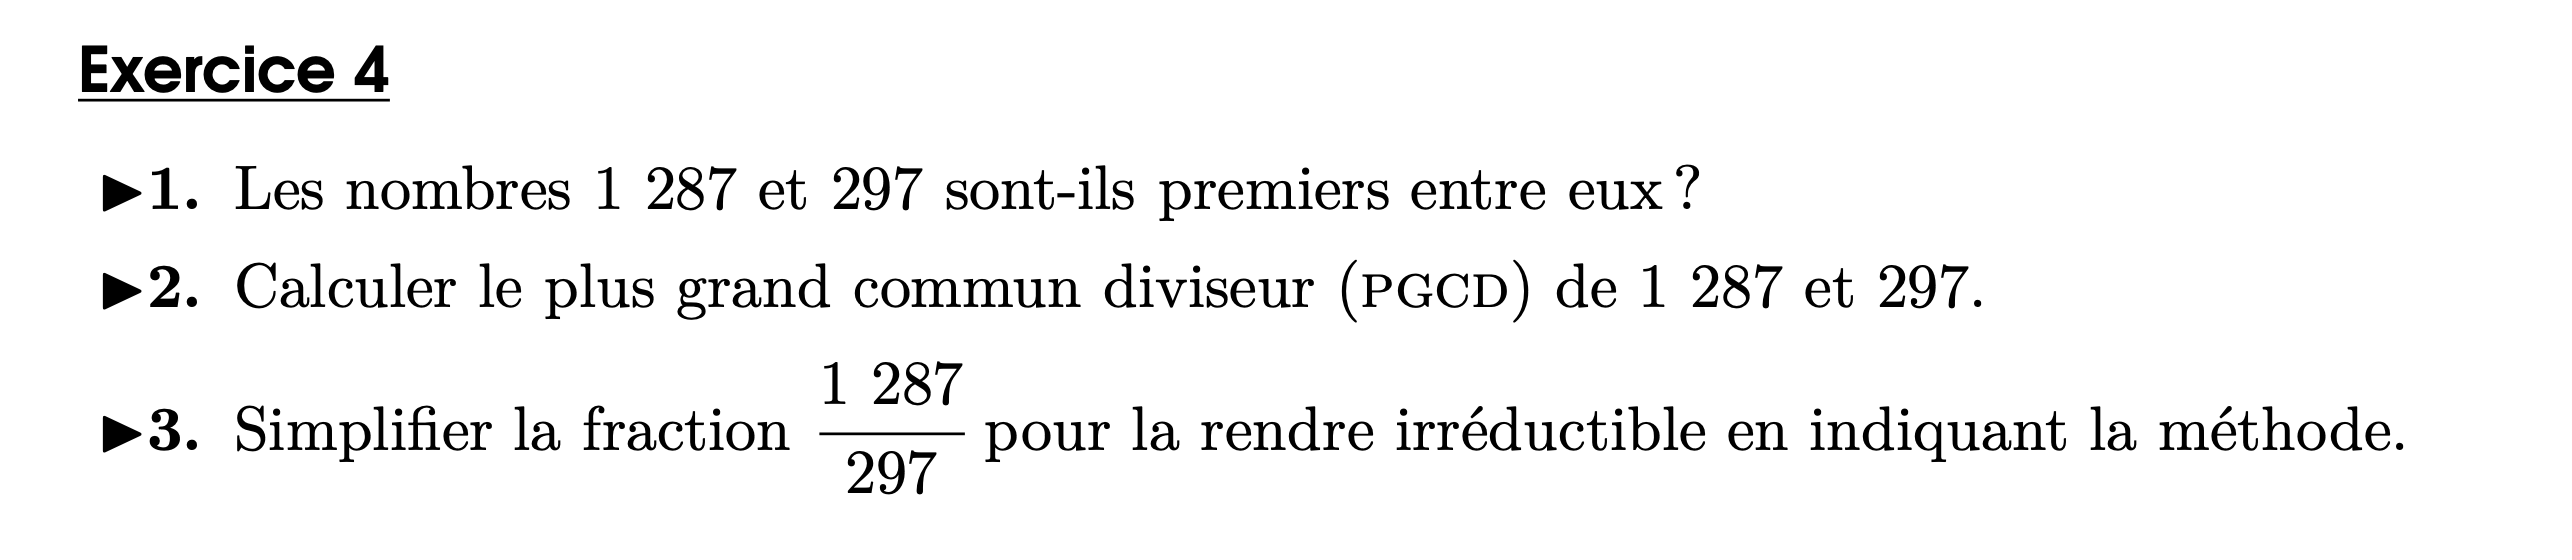 Exercice 4
▶1. Les nombres 1 287 et 297 sont-ils premiers entre eux ?
▶2. Calculer le plus grand commun diviseur (PGCD) de 1 287 et 297.
▶3. Simplifier la fraction 1 287/297 pour la rendre irréductible en indiquant la méthode.